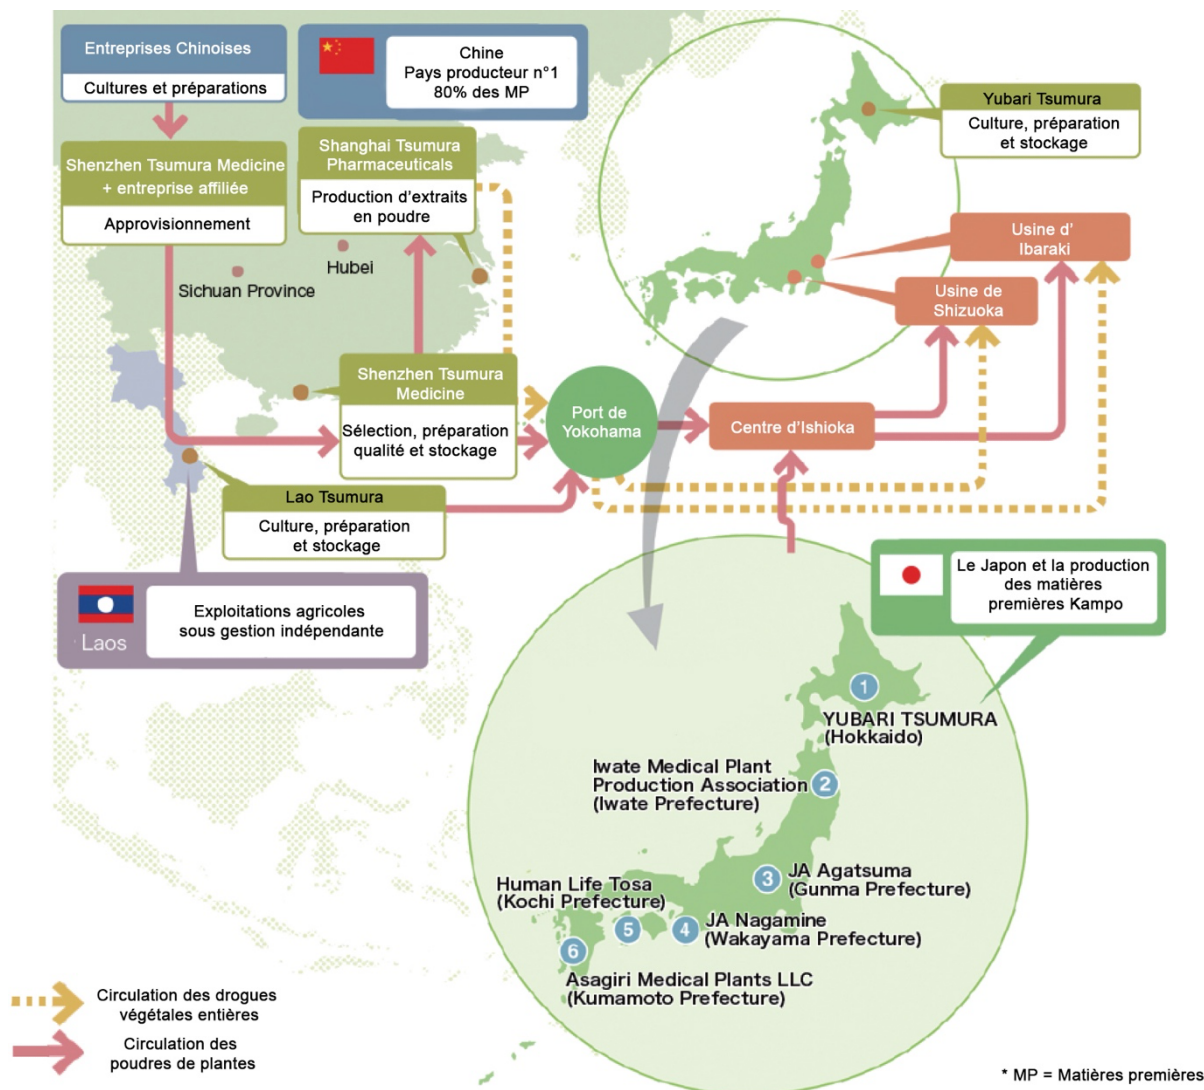 Entreprises Chinoises
Cultures et préparations
Chine
Pays producteur n°1
80% des MP
Shenzhen Tsumura Medicine
+ entreprise affiliée
Approvisionnement
Shanghai Tsumura
Pharmaceuticals
Production d'extraits
en poudre
Yubari Tsumura
Culture, préparation
et stockage
Usine d'
Ibaraki
Usine de
Shizuoka
Hubei
Sichuan Province
Shenzhen Tsumura
Medicine
Sélection, préparation
qualité et stockage
Port de
Yokohama
Centre d'Ishioka
Lao Tsumura
Culture, préparation
et stockage
Laos
Exploitations agricoles
sous gestion indépendante
Le Japon et la production
des matières
premières Kampo
1
YUBARI TSUMURA
(Hokkaido)
Iwate Medical Plant
Production Association
(Iwate Prefecture)
2
3
JA Agatsuma
(Gunma Prefecture)
Human Life Tosa
(Kochi Prefecture)
5
4
JA Nagamine
(Wakayama Prefecture)
6
Asagiri Medical Plants LLC
(Kumamoto Prefecture)
Circulation des drogues
végétales entières
Circulation des
poudres de plantes
* MP = Matières premières